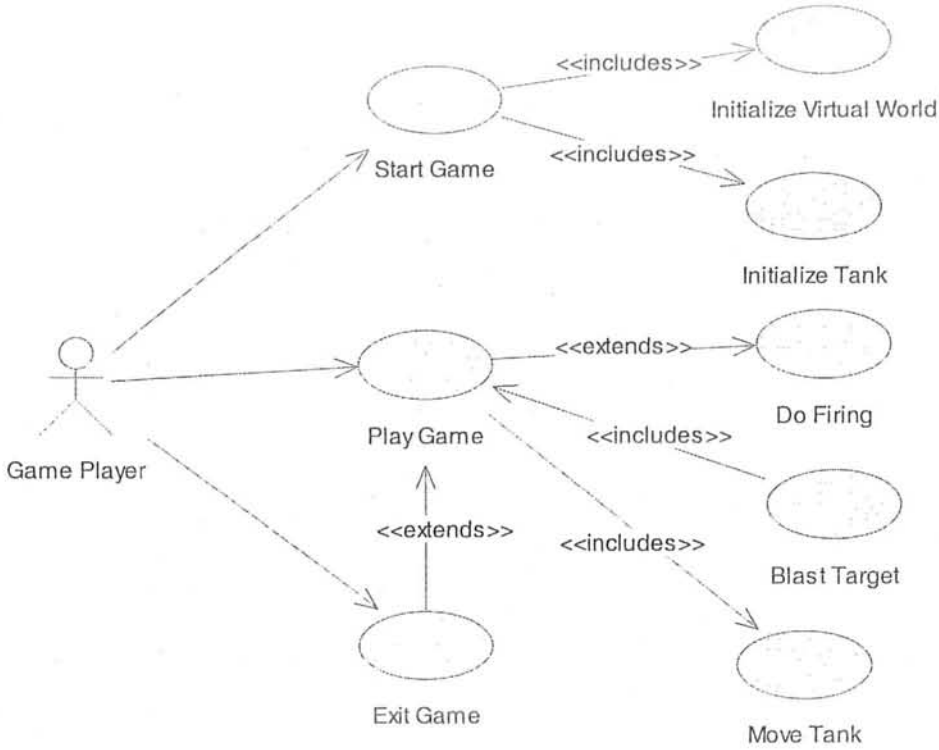 <<includes>>
Initialize Virtual World
<<includes>>
Start Game
Initialize Tank
<<extends>>
Do Firing
Play Game
<<includes>>
Game Player
<<extends>>
<<includes>>
Blast Target
Exit Game
Move Tank